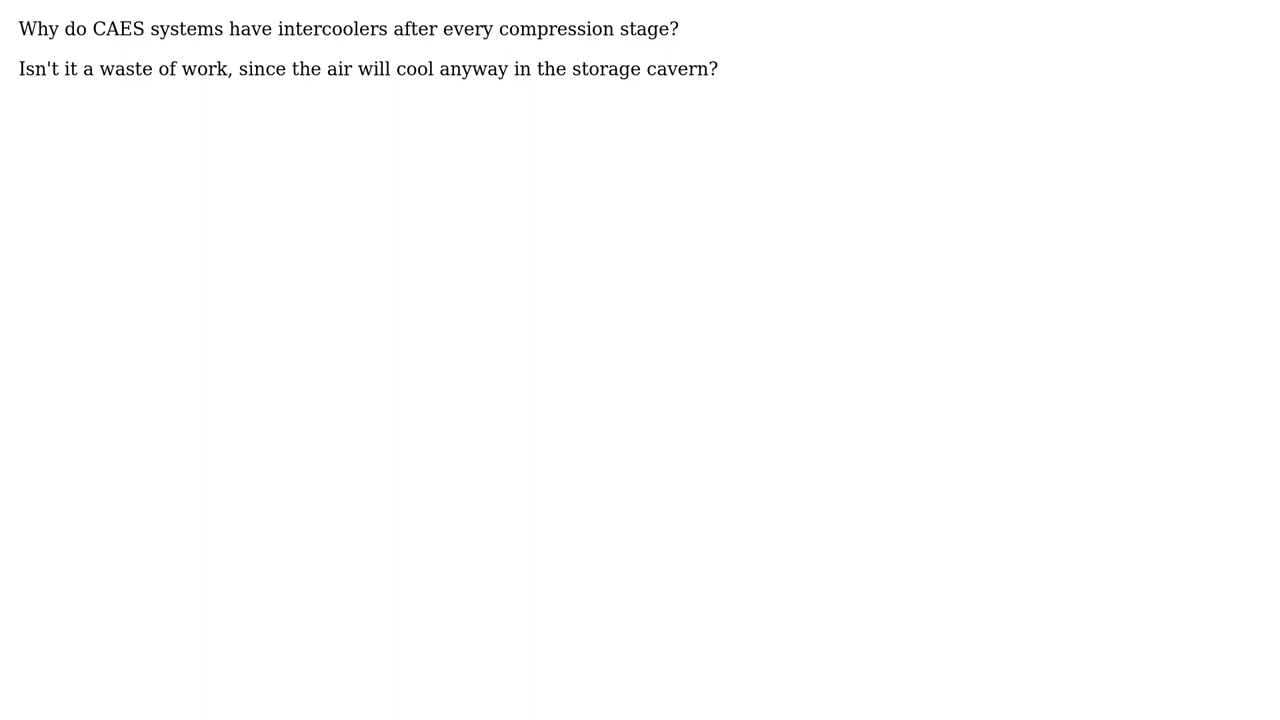 Why do CAES systems have intercoolers after every compression stage?
Isn't it a waste of work, since the air will cool anyway in the storage cavern?